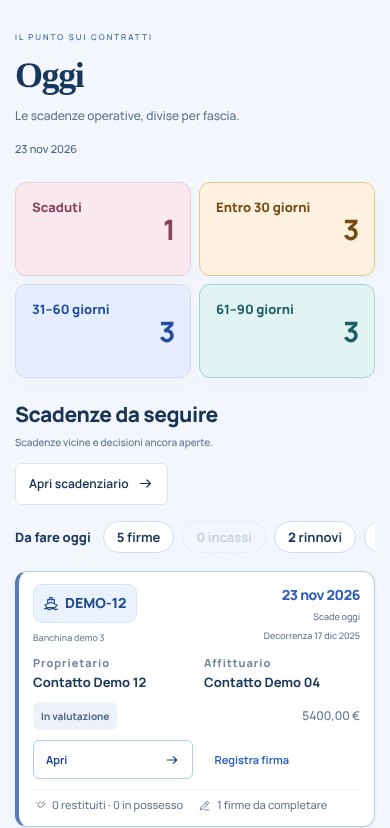 IL PUNTO SUI CONTRATTI
Oggi
Le scadenze operative, divise per fascia.
23 nov 2026
Scaduti
1
Entro 30 giorni
3
31–60 giorni
3
61–90 giorni
3
Scadenze da seguire
Scadenze vicine e decisioni ancora aperte.
Apri scadenziario
Da fare oggi
5 firme
0 incassi
2 rinnovi
DEMO-12
23 nov 2026
Scade oggi
Banchina demo 3
Decorrenza 17 dic 2025
Proprietario
Affittuario
Contatto Demo 12
Contatto Demo 04
In valutazione
5400,00 €
Apri
Registra firma
0 restituiti · 0 in possesso
1 firme da completare